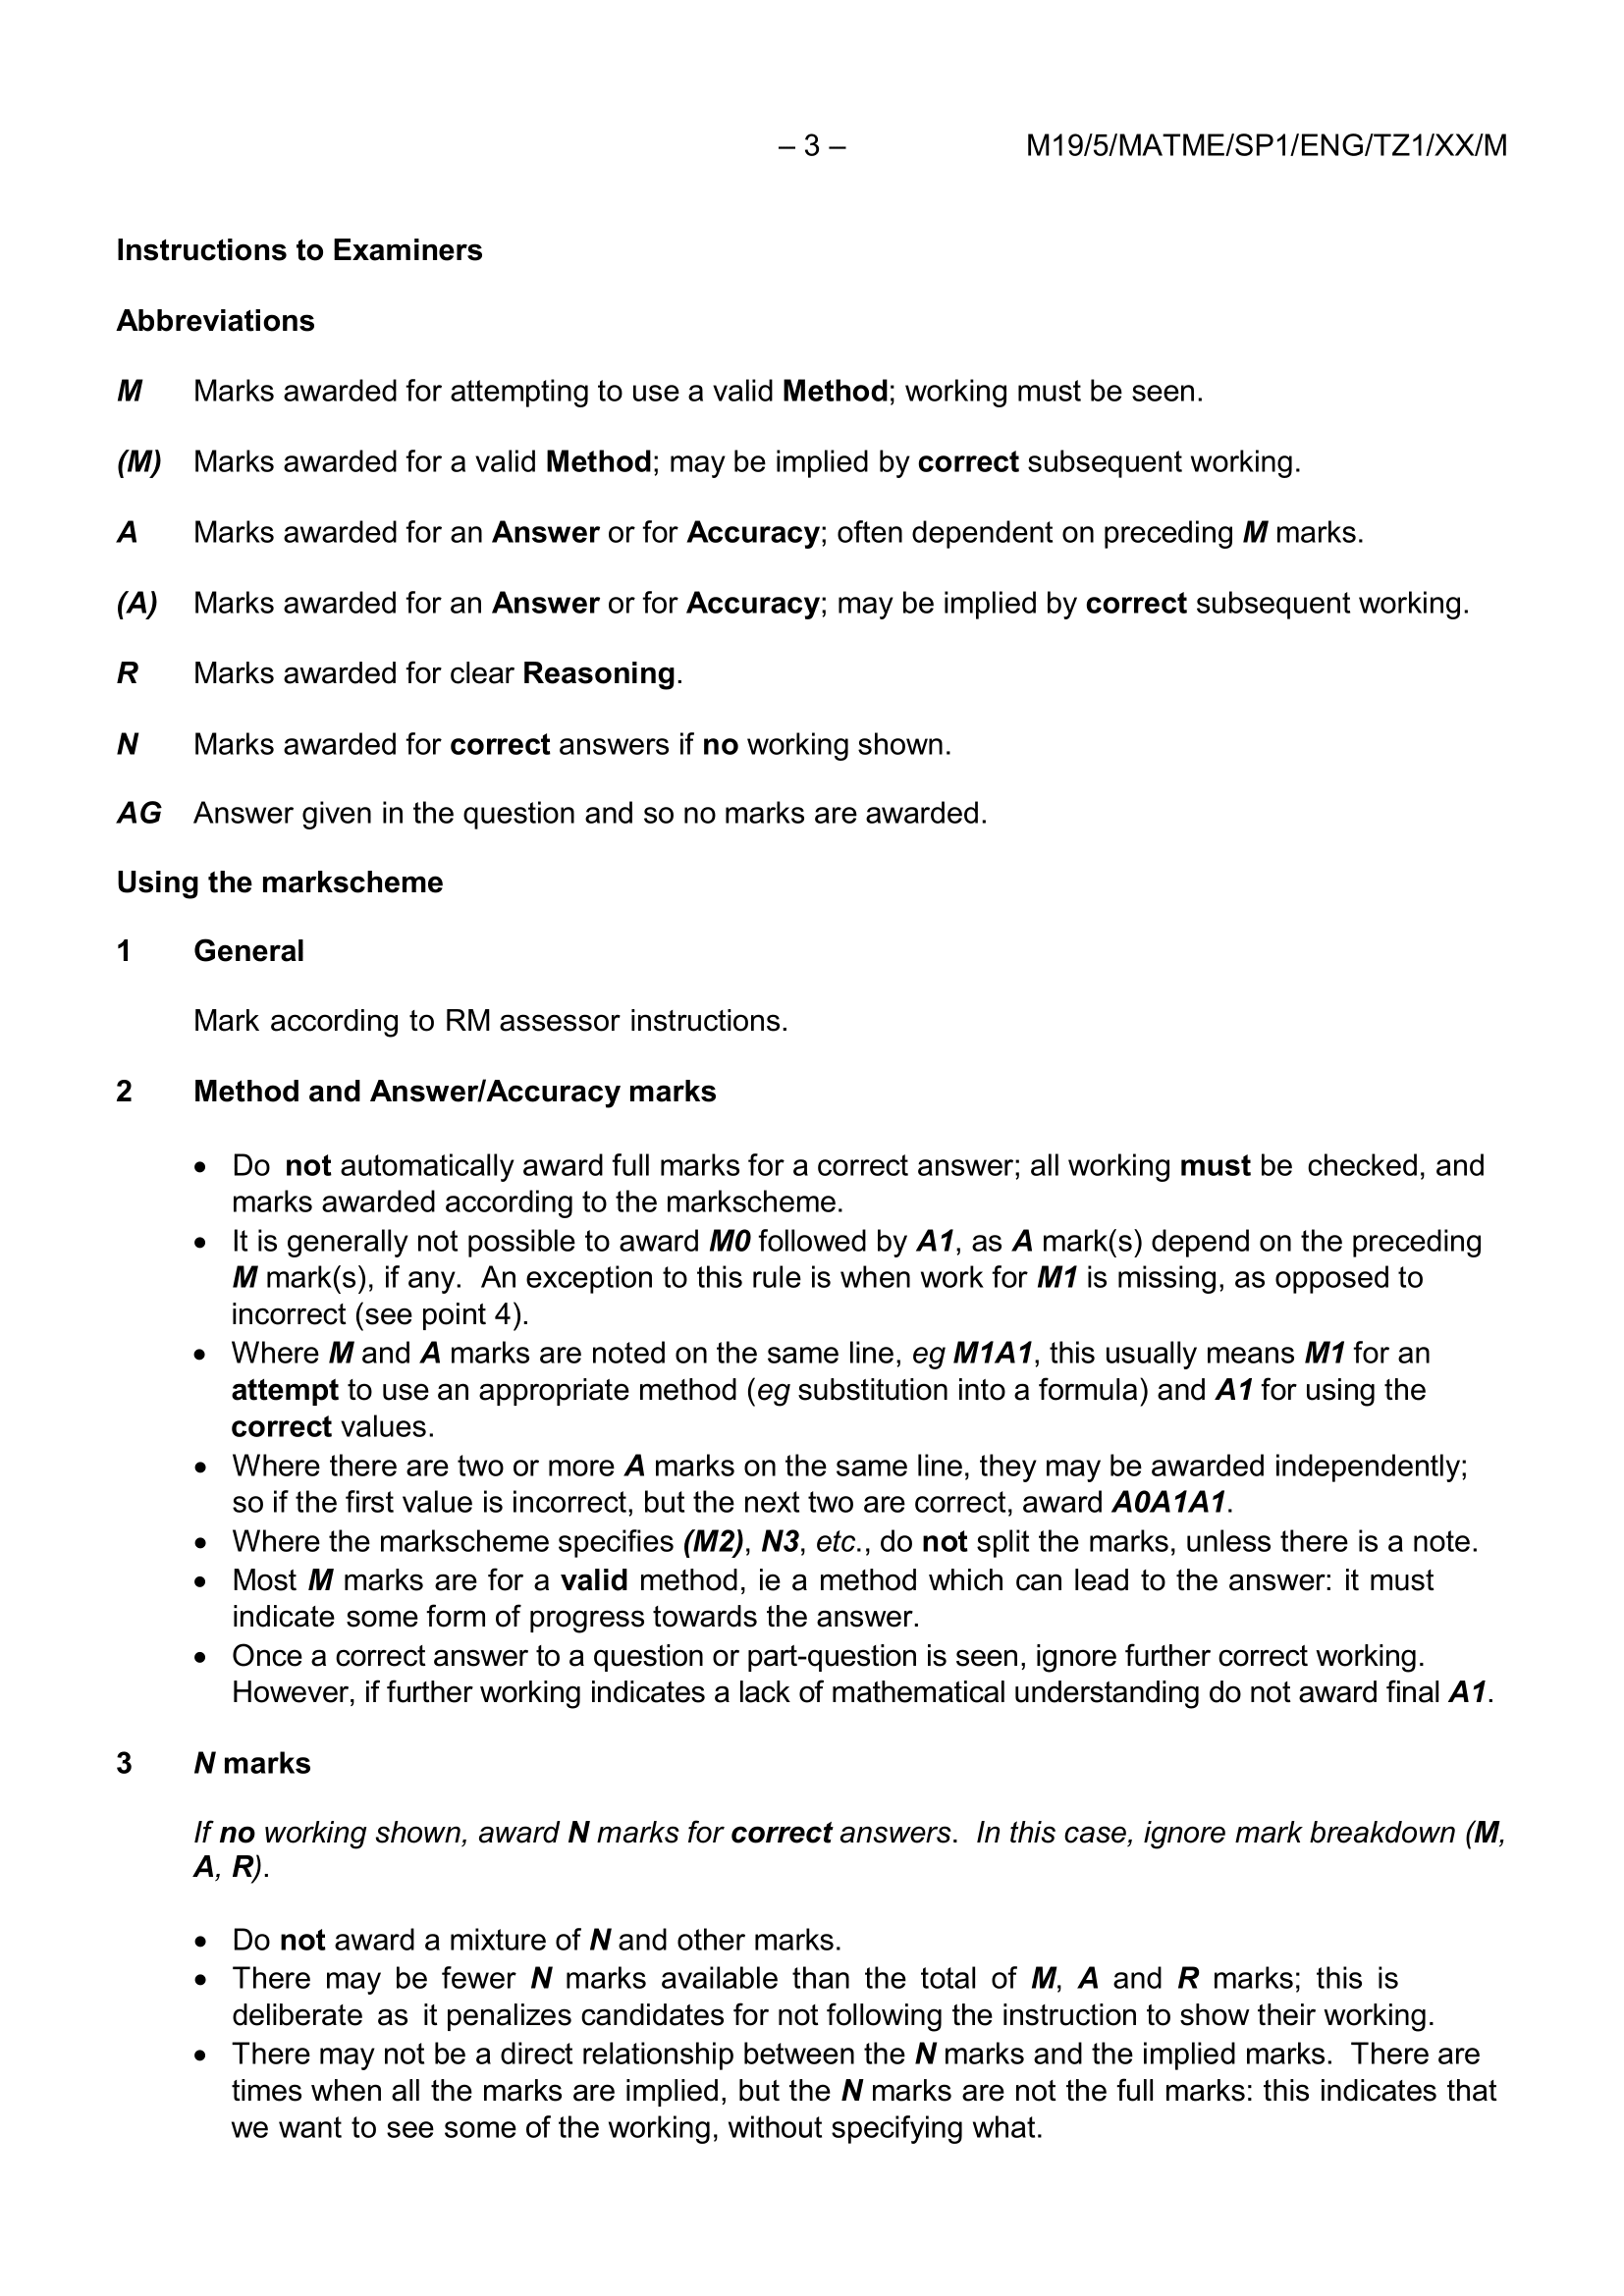 – 3 – M19/5/MATME/SP1/ENG/TZ1/XX/M
Instructions to Examiners
Abbreviations
M Marks awarded for attempting to use a valid Method; working must be seen.
(M) Marks awarded for a valid Method; may be implied by correct subsequent working.
A Marks awarded for an Answer or for Accuracy; often dependent on preceding M marks.
(A) Marks awarded for an Answer or for Accuracy; may be implied by correct subsequent working.
R Marks awarded for clear Reasoning.
N Marks awarded for correct answers if no working shown.
AG Answer given in the question and so no marks are awarded.
Using the markscheme
1 General
Mark according to RM assessor instructions.
2 Method and Answer/Accuracy marks
• Do not automatically award full marks for a correct answer; all working must be checked, and
marks awarded according to the markscheme.
• It is generally not possible to award M0 followed by A1, as A mark(s) depend on the preceding
M mark(s), if any. An exception to this rule is when work for M1 is missing, as opposed to
incorrect (see point 4).
• Where M and A marks are noted on the same line, eg M1A1, this usually means M1 for an
attempt to use an appropriate method (eg substitution into a formula) and A1 for using the
correct values.
• Where there are two or more A marks on the same line, they may be awarded independently;
so if the first value is incorrect, but the next two are correct, award A0A1A1.
• Where the markscheme specifies (M2), N3, etc., do not split the marks, unless there is a note.
• Most M marks are for a valid method, ie a method which can lead to the answer: it must
indicate some form of progress towards the answer.
• Once a correct answer to a question or part-question is seen, ignore further correct working.
However, if further working indicates a lack of mathematical understanding do not award final A1.
3 N marks
If no working shown, award N marks for correct answers. In this case, ignore mark breakdown (M,
A, R).
• Do not award a mixture of N and other marks.
• There may be fewer N marks available than the total of M, A and R marks; this is
deliberate as it penalizes candidates for not following the instruction to show their working.
• There may not be a direct relationship between the N marks and the implied marks. There are
times when all the marks are implied, but the N marks are not the full marks: this indicates that
we want to see some of the working, without specifying what.